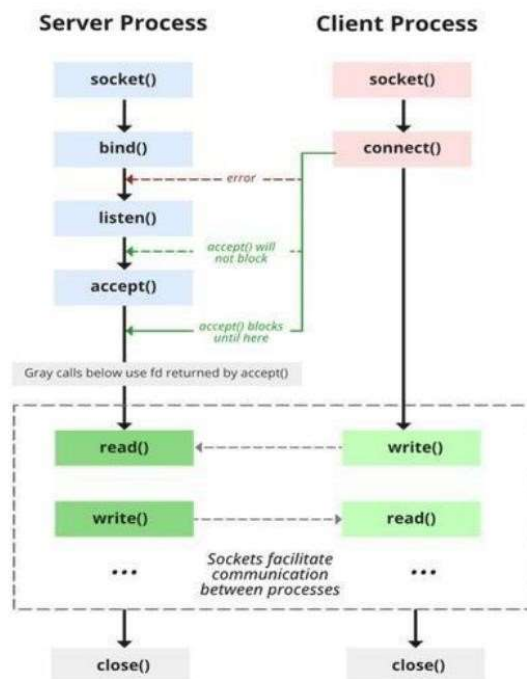 Server Process
Client Process
socket()
socket()
bind()
connect()
error
listen()
accept() will
not block
accept()
accept() blocks
until here
Gray calls below use fd returned by accept()
read()
write()
write()
read()
...
...
Sockets facilitate
communication
between processes
close()
close()